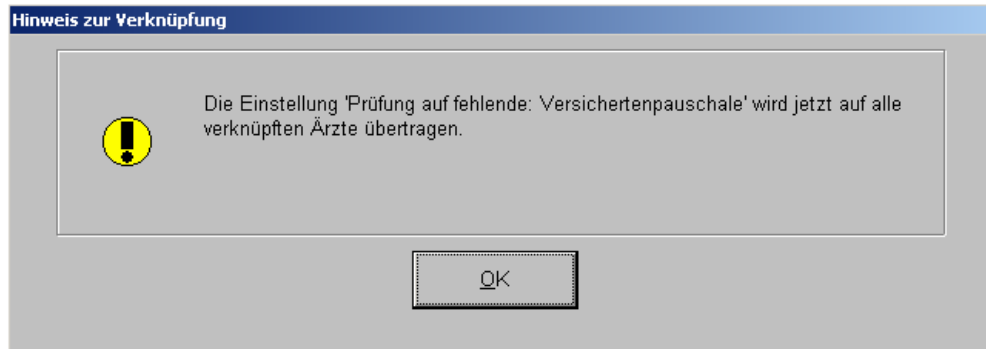 Hinweis zur Verknüpfung
Die Einstellung 'Prüfung auf fehlende: Versichertenpauschale' wird jetzt auf alle
verknüpften Ärzte übertragen.
OK